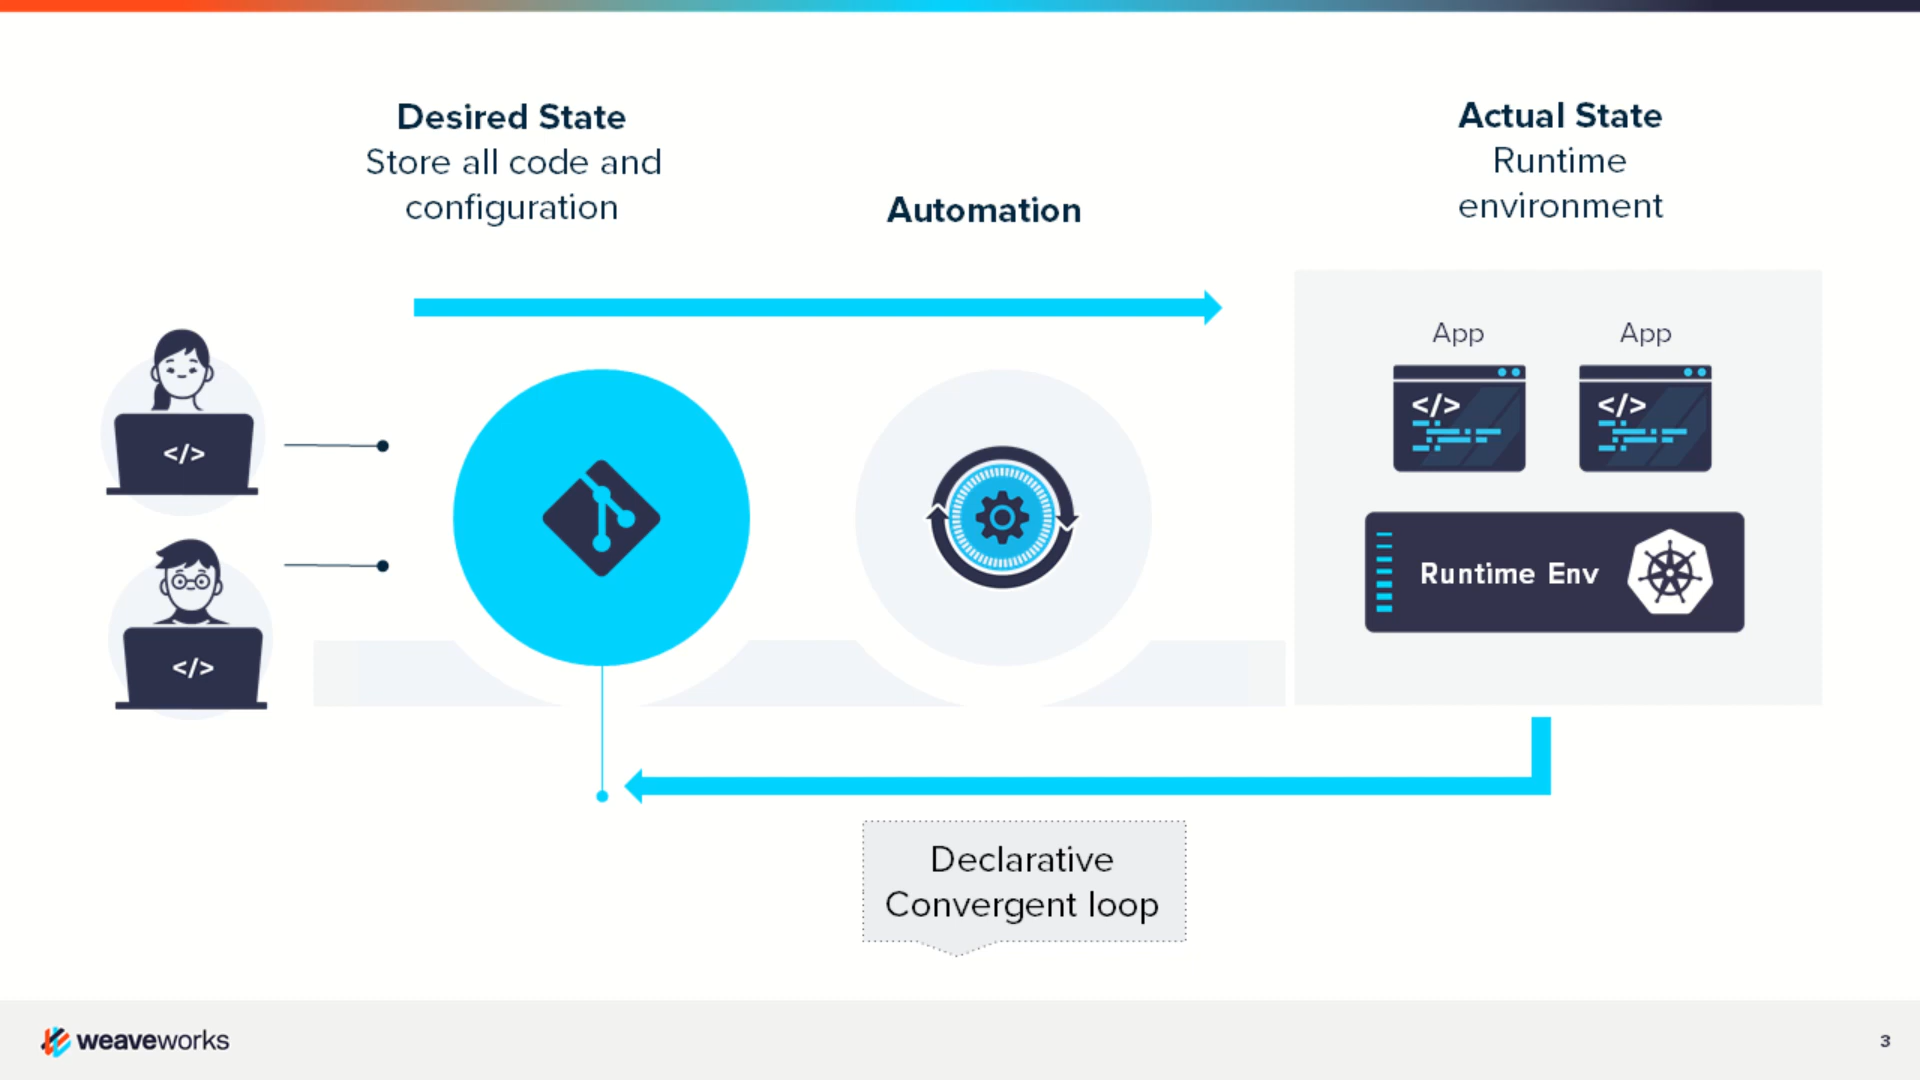 Desired State
Store all code and
configuration
Automation
Actual State
Runtime
environment
App
App
</>
</>
</>
</>
Runtime Env
Declarative
Convergent loop
weaveworks
3